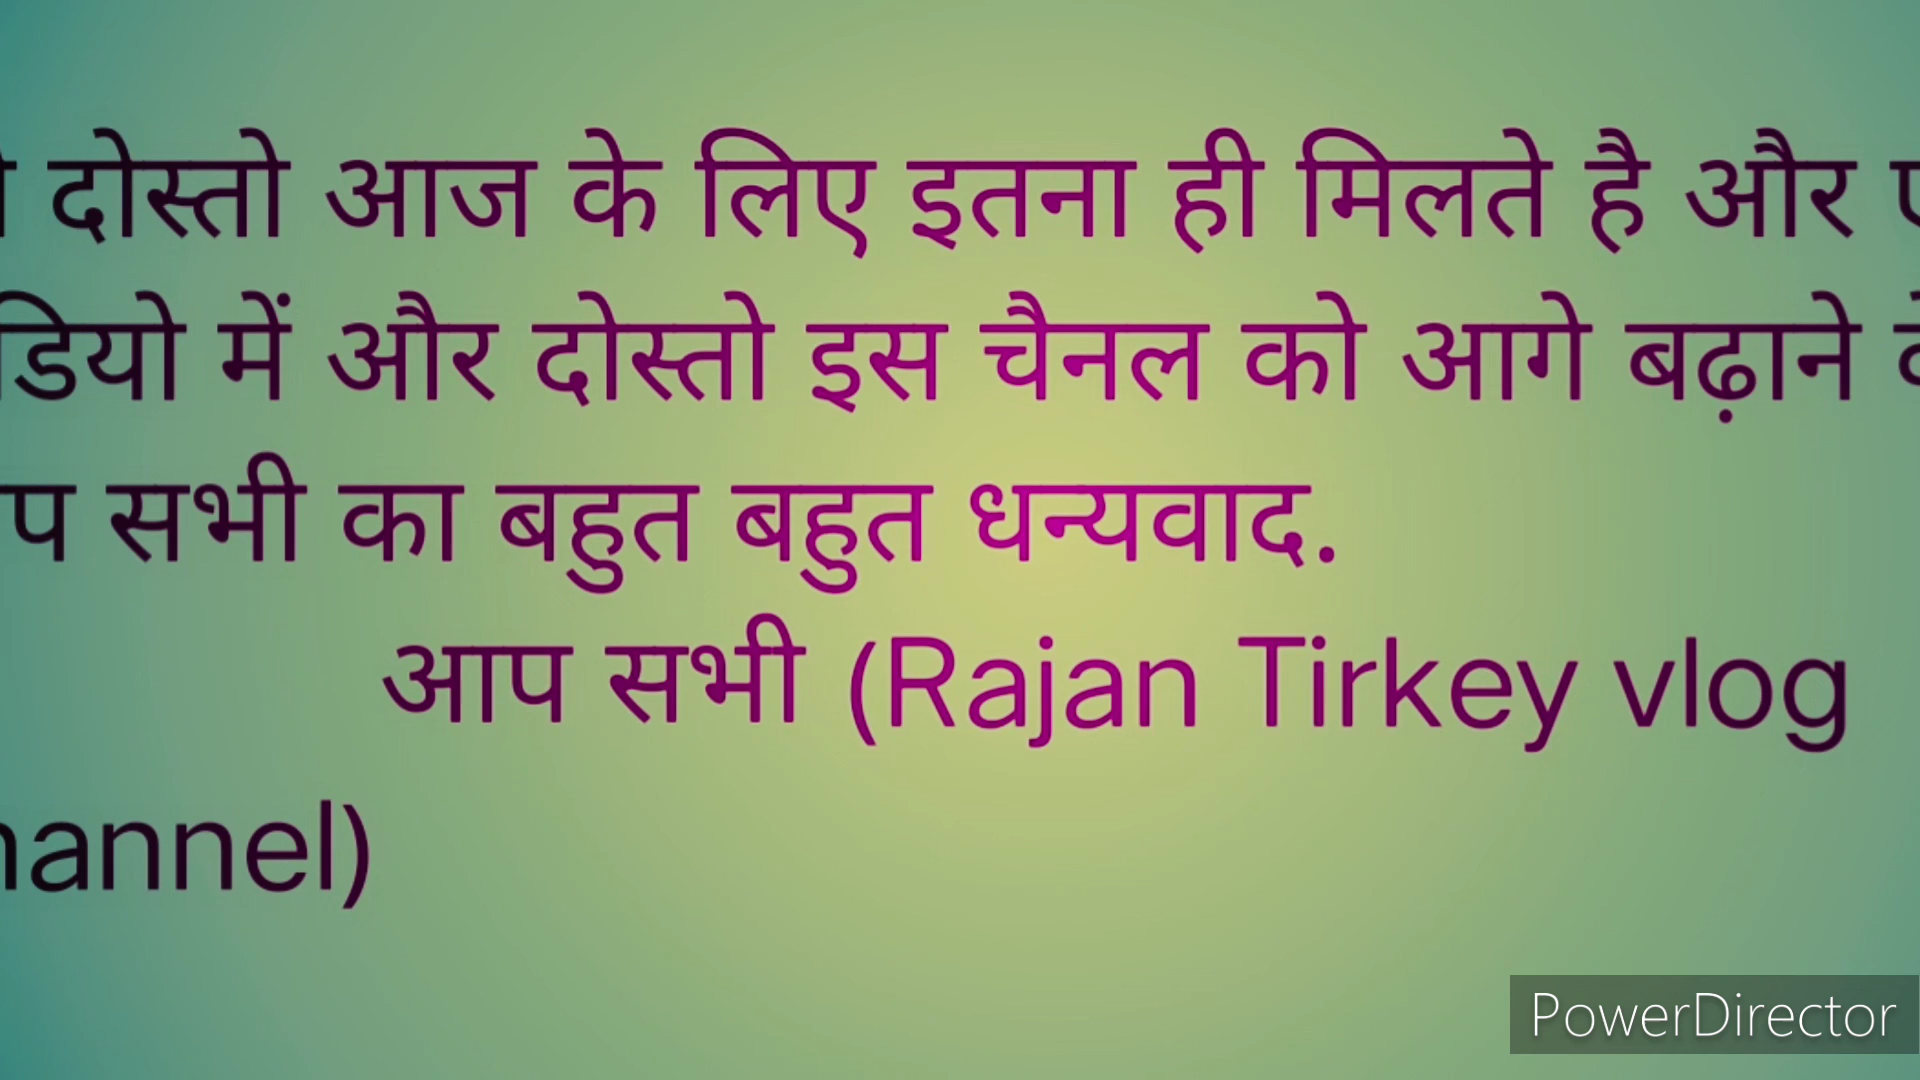 दोस्तो आज के लिए इतना ही मिलते है और
डियो में और दोस्तो इस चैनल को आगे बढ़ाने
प सभी का बहुत बहुत धन्यवाद.
आप सभी (Rajan Tirkey vlog
hannel)
PowerDirector